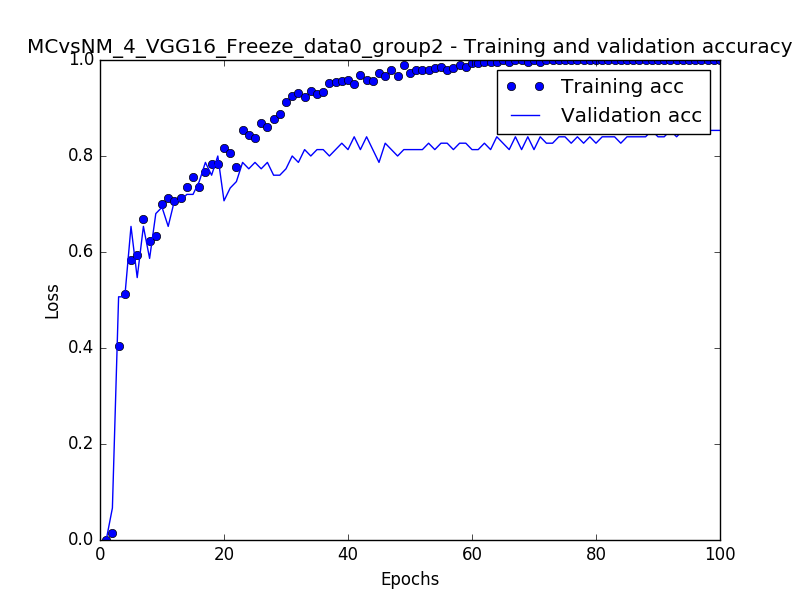 MCvsNM_4_VGG16_Freeze_data0_group2 - Training and validation accuracy
1.0
Training acc
Validation acc
0.8
0.6
Loss
0.4
0.2
0.0
0 20 40 60 80 100
Epochs